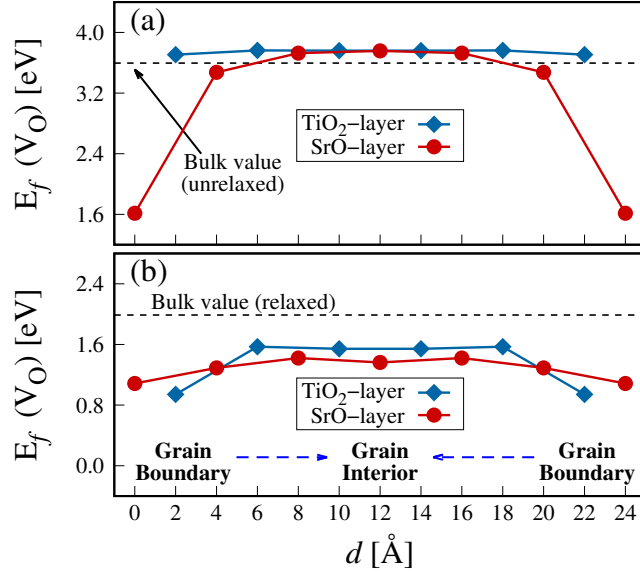 (a)
4.0
3.2
2.4
1.6
E_f (V_O) [eV]
TiO₂−layer
SrO−layer
Bulk value
(unrelaxed)
(b)
2.4
1.6
0.8
0.0
E_f (V_O) [eV]
Bulk value (relaxed)
TiO₂−layer
SrO−layer
Grain Boundary
Grain Interior
Grain Boundary
0 2 4 6 8 10 12 14 16 18 20 22 24
d [Å]